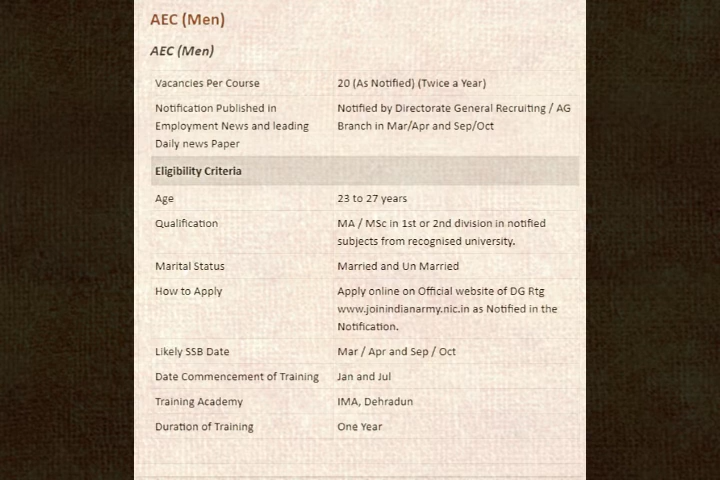 AEC (Men)
AEC (Men)
Vacancies Per Course 20 (As Notified) (Twice a Year)
Notification Published in Employment News and leading Daily news Paper
Notified by Directorate General Recruiting / AG Branch in Mar/Apr and Sep/Oct
Eligibility Criteria
Age 23 to 27 years
Qualification MA / MSc in 1st or 2nd division in notified
subjects from recognised university.
Marital Status Married and Un Married
How to Apply Apply online on Official website of DG Rtg
www.joinindianarmy.nic.in as Notified in the
Notification.
Likely SSB Date Mar / Apr and Sep / Oct
Date Commencement of Training Jan and Jul
Training Academy IMA, Dehradun
Duration of Training One Year